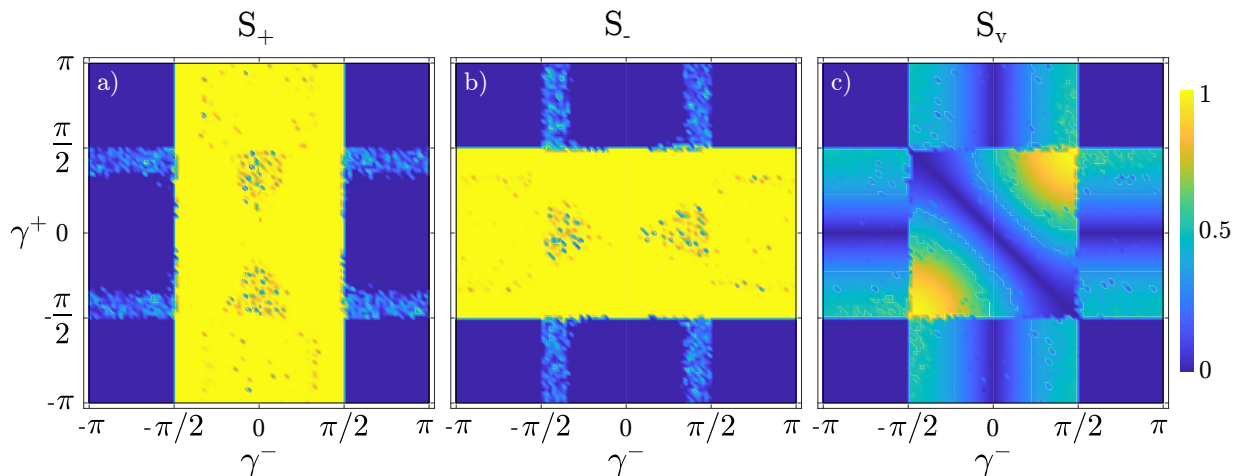 S₊ S₋ Sᵥ
a) b) c)
γ⁺
π
π/2
0
-π/2
-π
-π -π/2 0 π/2 π
-π -π/2 0 π/2 π
-π -π/2 0 π/2 π
γ⁻ γ⁻ γ⁻
1
0.5
0